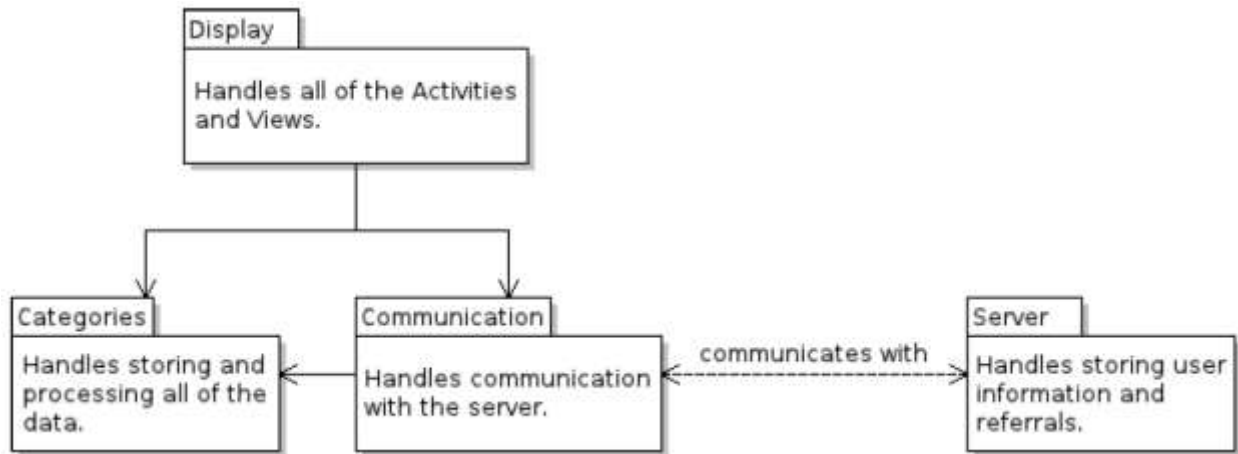 Display
Handles all of the Activities
and Views.
Categories
Handles storing and
processing all of the
data.
Communication
Handles communication
with the server.
communicates with
Server
Handles storing user
information and
referrals.